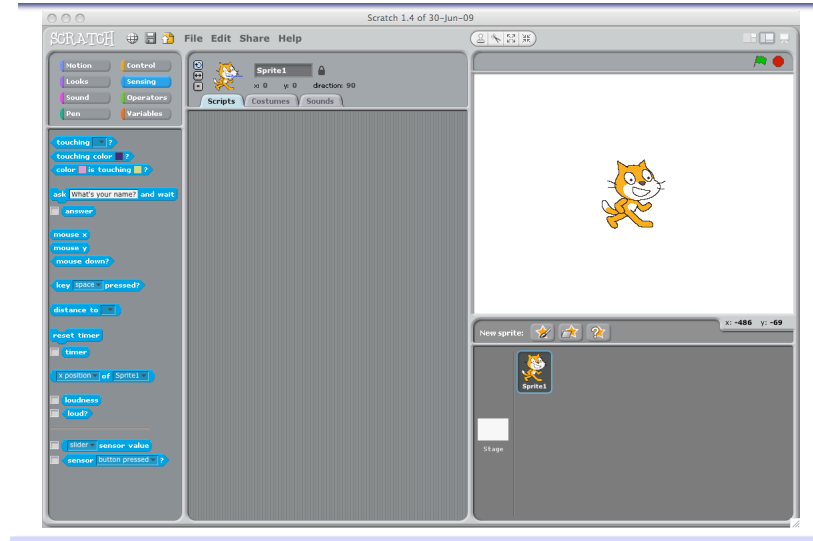 Scratch 1.4 of 30-Jun-09
SCRATCH File Edit Share Help
Motion Control
Looks Sensing
Sound Operators
Pen Variables
touching ?
touching color ?
color is touching ?
ask What's your name? and wait
answer
mouse x
mouse y
mouse down?
key space pressed?
distance to
reset timer
timer
x position of Sprite1
loudness
loud?
slider sensor value
sensor button pressed ?
Sprite1
x: 0 y: 0 direction: 90
Scripts Costumes Sounds
x: -486 y: -69
New sprite:
Sprite1
Stage